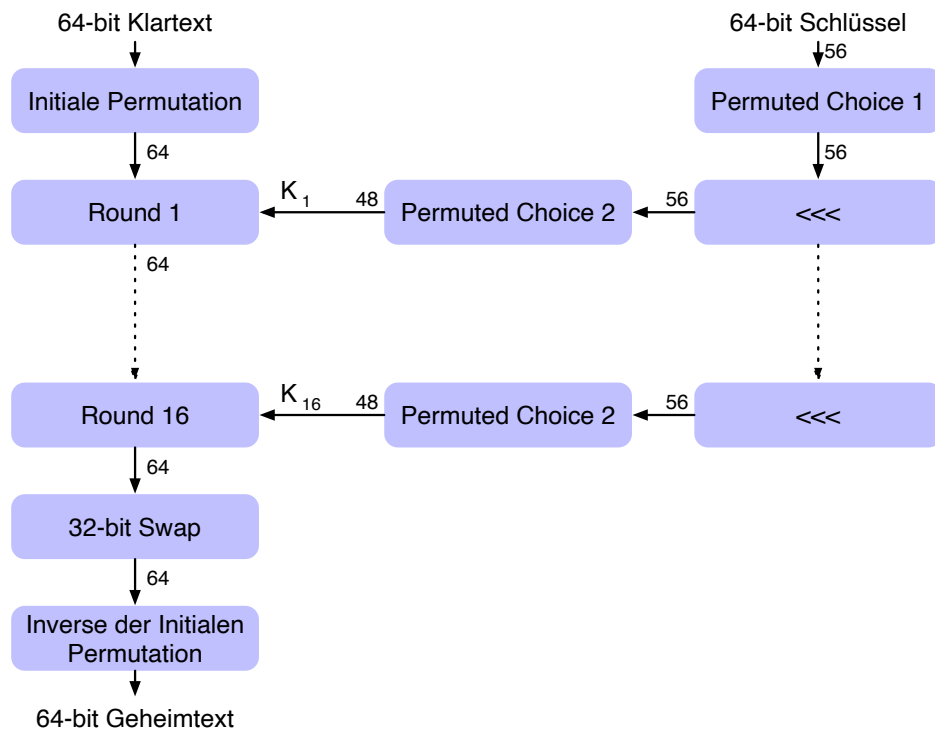 64-bit Klartext
64-bit Schlüssel
56
Initiale Permutation
Permuted Choice 1
64
56
Round 1
K 1
48
Permuted Choice 2
56
<<<
64
Round 16
K 16
48
Permuted Choice 2
56
<<<
64
32-bit Swap
64
Inverse der Initialen
Permutation
64-bit Geheimtext